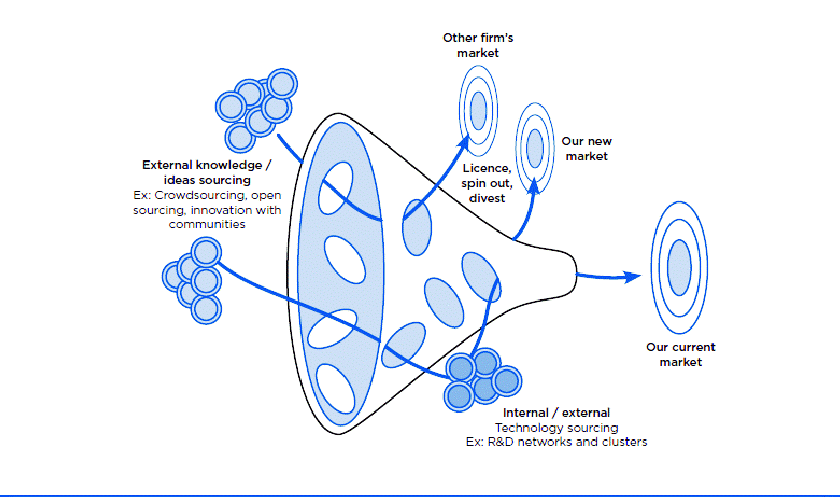 Other firm's
market
Our new
market
Licence,
spin out,
divest
External knowledge /
ideas sourcing
Ex: Crowdsourcing, open
sourcing, innovation with
communities
Our current
market
Internal / external
Technology sourcing
Ex: R&D networks and clusters